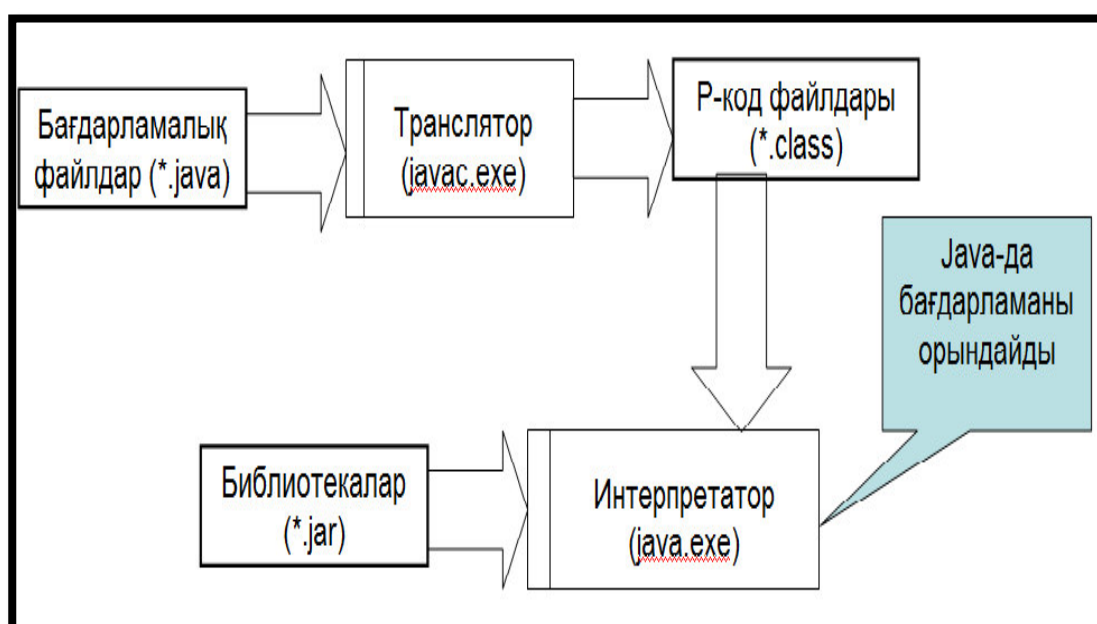 Бағдарламалық
файлдар (*.java)
Транслятор
(javac.exe)
Р-код файлдары
(*.class)
Java-да
бағдарламаны
орындайды
Библиотекалар
(*.jar)
Интерпретатор
(java.exe)